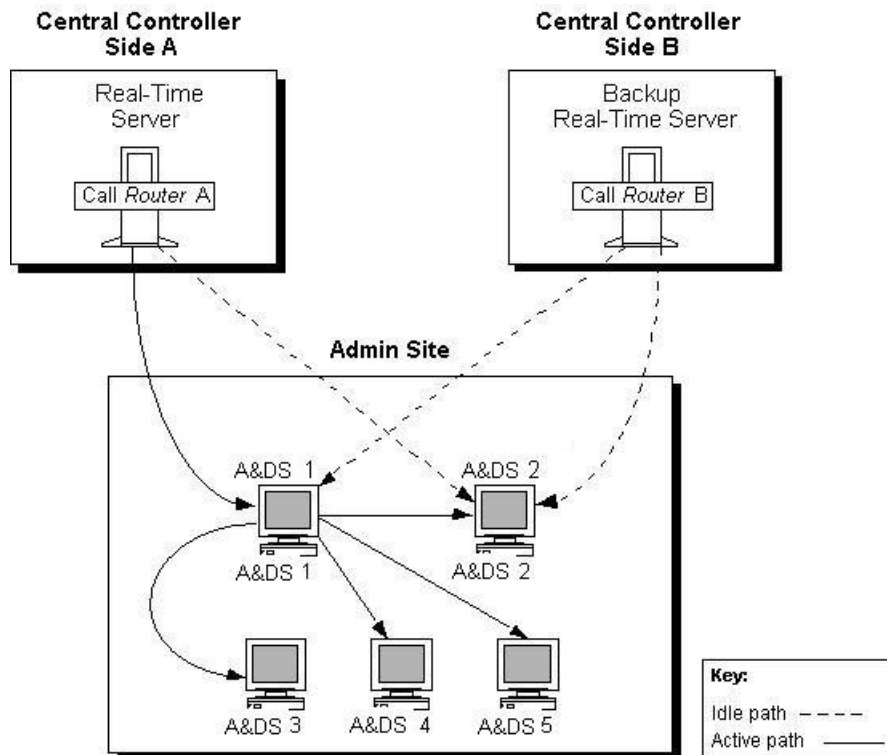 Central Controller
Side A
Central Controller
Side B
Real-Time
Server
Call Router A
Backup
Real-Time Server
Call Router B
Admin Site
A&DS 1
A&DS 2
A&DS 1
A&DS 2
A&DS 3
A&DS 4
A&DS 5
Key:
Idle path
Active path